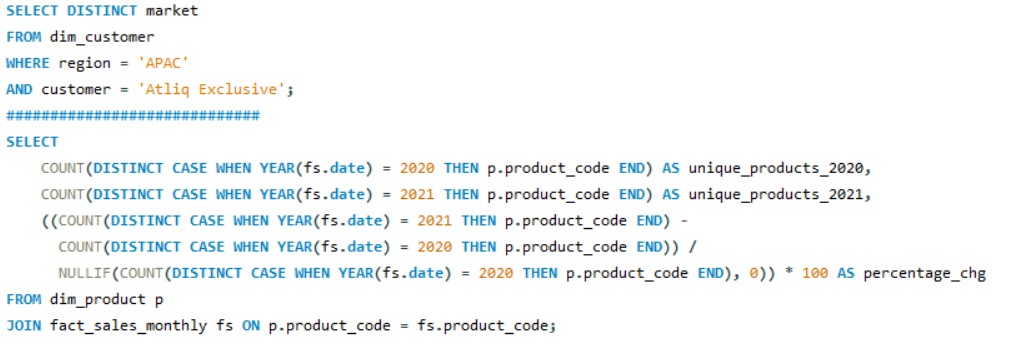 SELECT DISTINCT market
FROM dim_customer
WHERE region = 'APAC'
AND customer = 'Atliq Exclusive';
#############################
SELECT
    COUNT(DISTINCT CASE WHEN YEAR(fs.date) = 2020 THEN p.product_code END) AS unique_products_2020,
    COUNT(DISTINCT CASE WHEN YEAR(fs.date) = 2021 THEN p.product_code END) AS unique_products_2021,
    ((COUNT(DISTINCT CASE WHEN YEAR(fs.date) = 2021 THEN p.product_code END) -
      COUNT(DISTINCT CASE WHEN YEAR(fs.date) = 2020 THEN p.product_code END)) /
      NULLIF(COUNT(DISTINCT CASE WHEN YEAR(fs.date) = 2020 THEN p.product_code END), 0)) * 100 AS percentage_chg
FROM dim_product p
JOIN fact_sales_monthly fs ON p.product_code = fs.product_code;